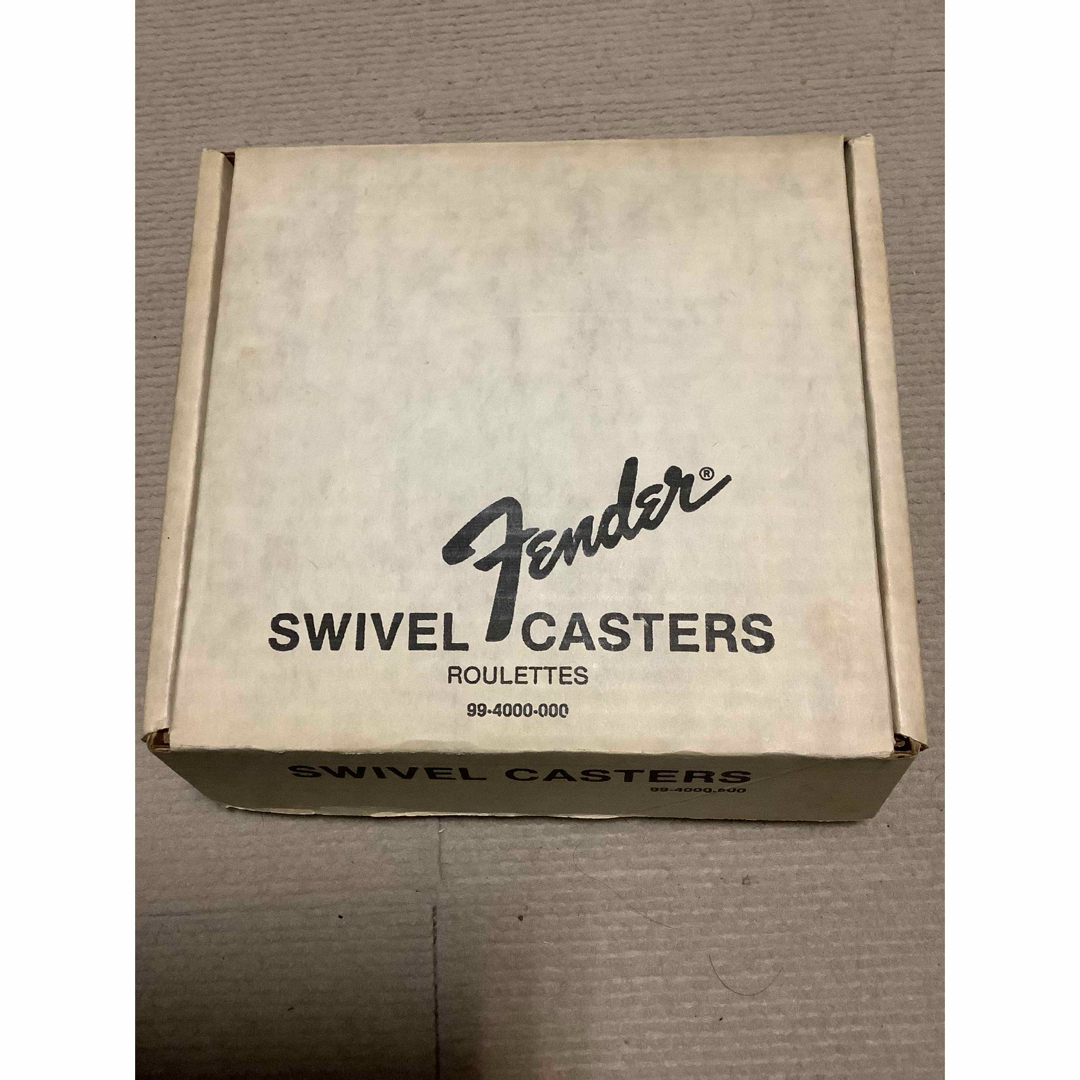 Fender®
SWIVEL CASTERS
ROULETTES
99-4000-000
SWIVEL CASTERS